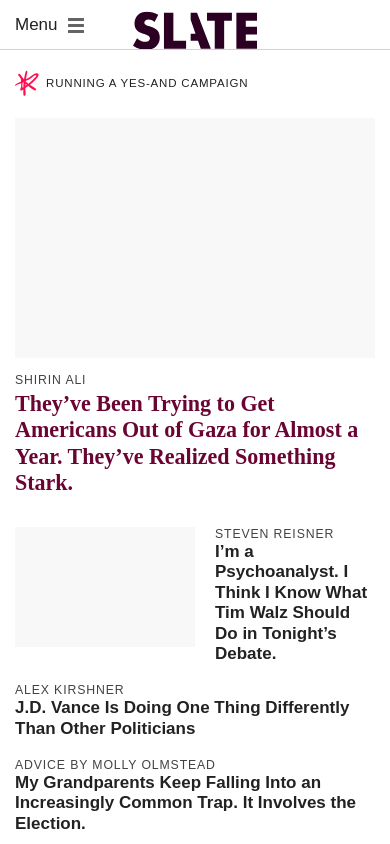 Menu
SLATE
RUNNING A YES-AND CAMPAIGN
SHIRIN ALI
They’ve Been Trying to Get
Americans Out of Gaza for Almost a
Year. They’ve Realized Something
Stark.
STEVEN REISNER
I’m a
Psychoanalyst. I
Think I Know What
Tim Walz Should
Do in Tonight’s
Debate.
ALEX KIRSHNER
J.D. Vance Is Doing One Thing Differently
Than Other Politicians
ADVICE BY MOLLY OLMSTEAD
My Grandparents Keep Falling Into an
Increasingly Common Trap. It Involves the
Election.